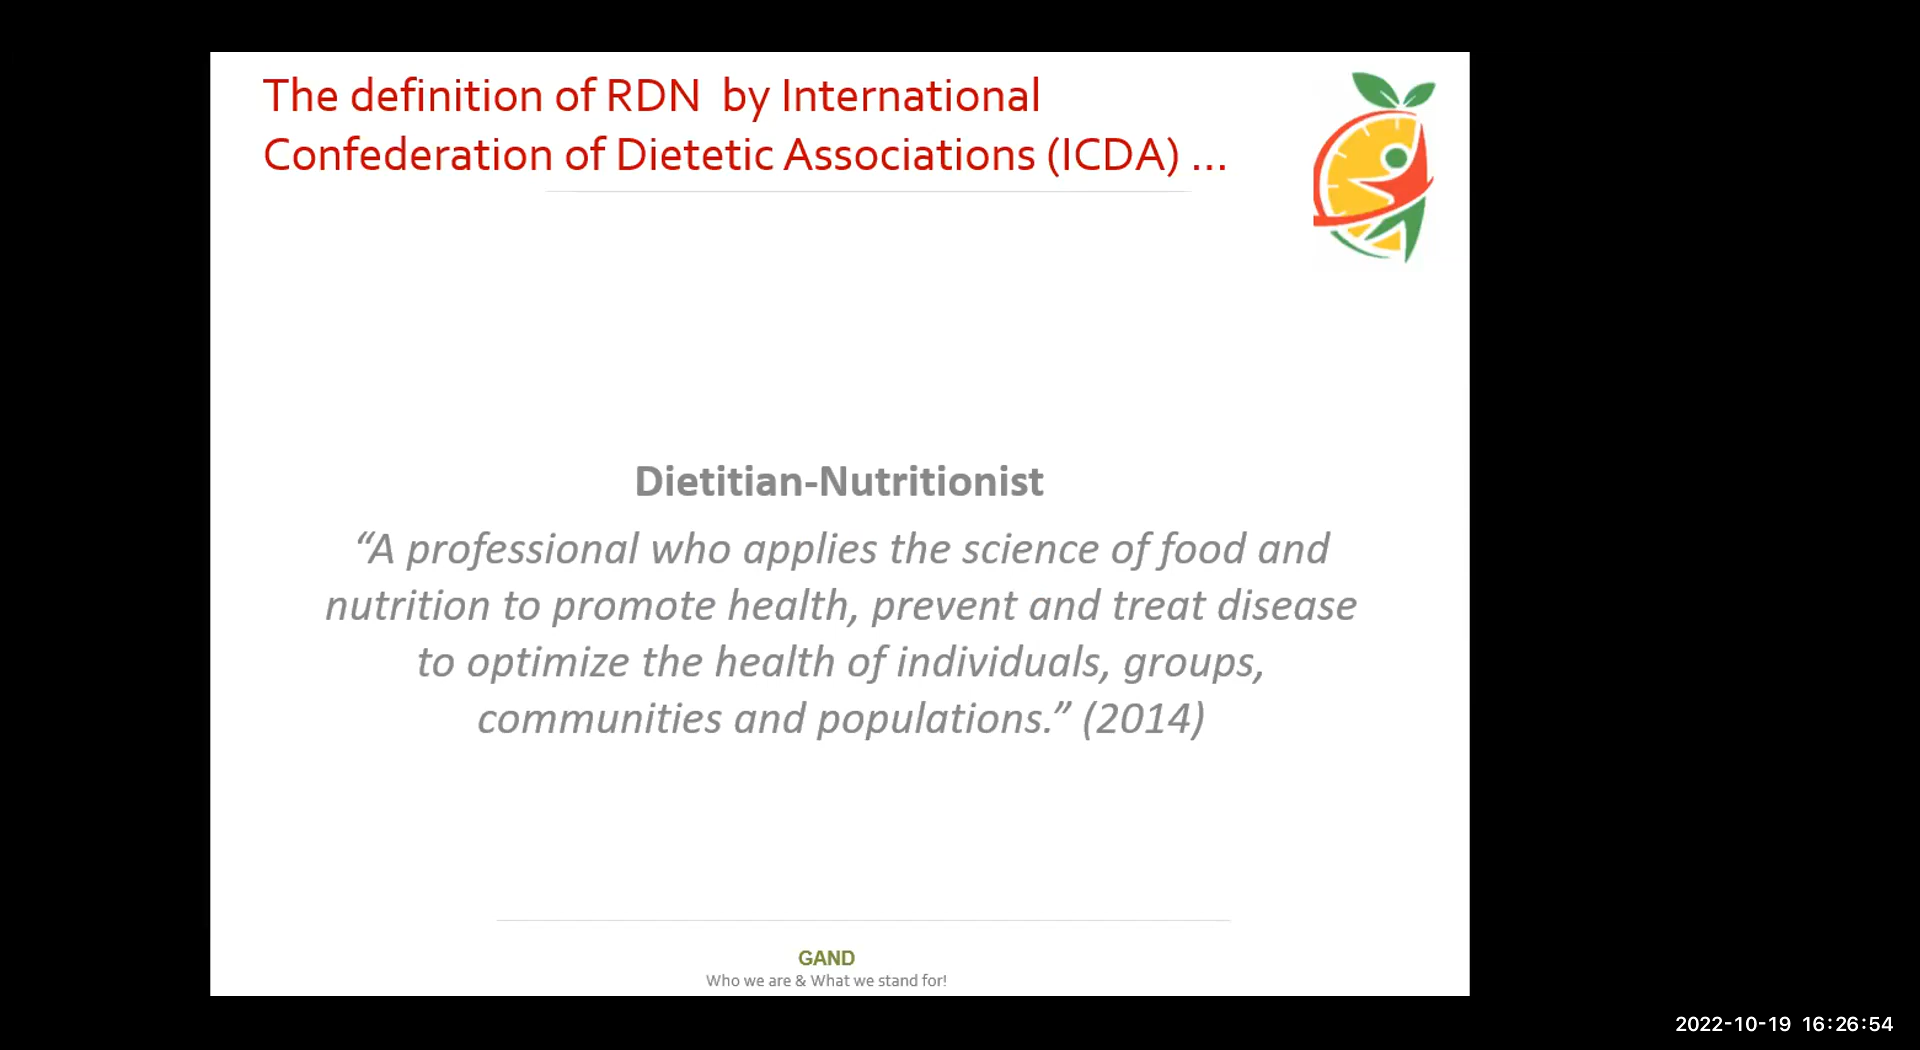 The definition of RDN  by International
Confederation of Dietetic Associations (ICDA) ...
Dietitian-Nutritionist
“A professional who applies the science of food and
nutrition to promote health, prevent and treat disease
to optimize the health of individuals, groups,
communities and populations.” (2014)
GAND
Who we are & What we stand for!
2022-10-19 16:26:54